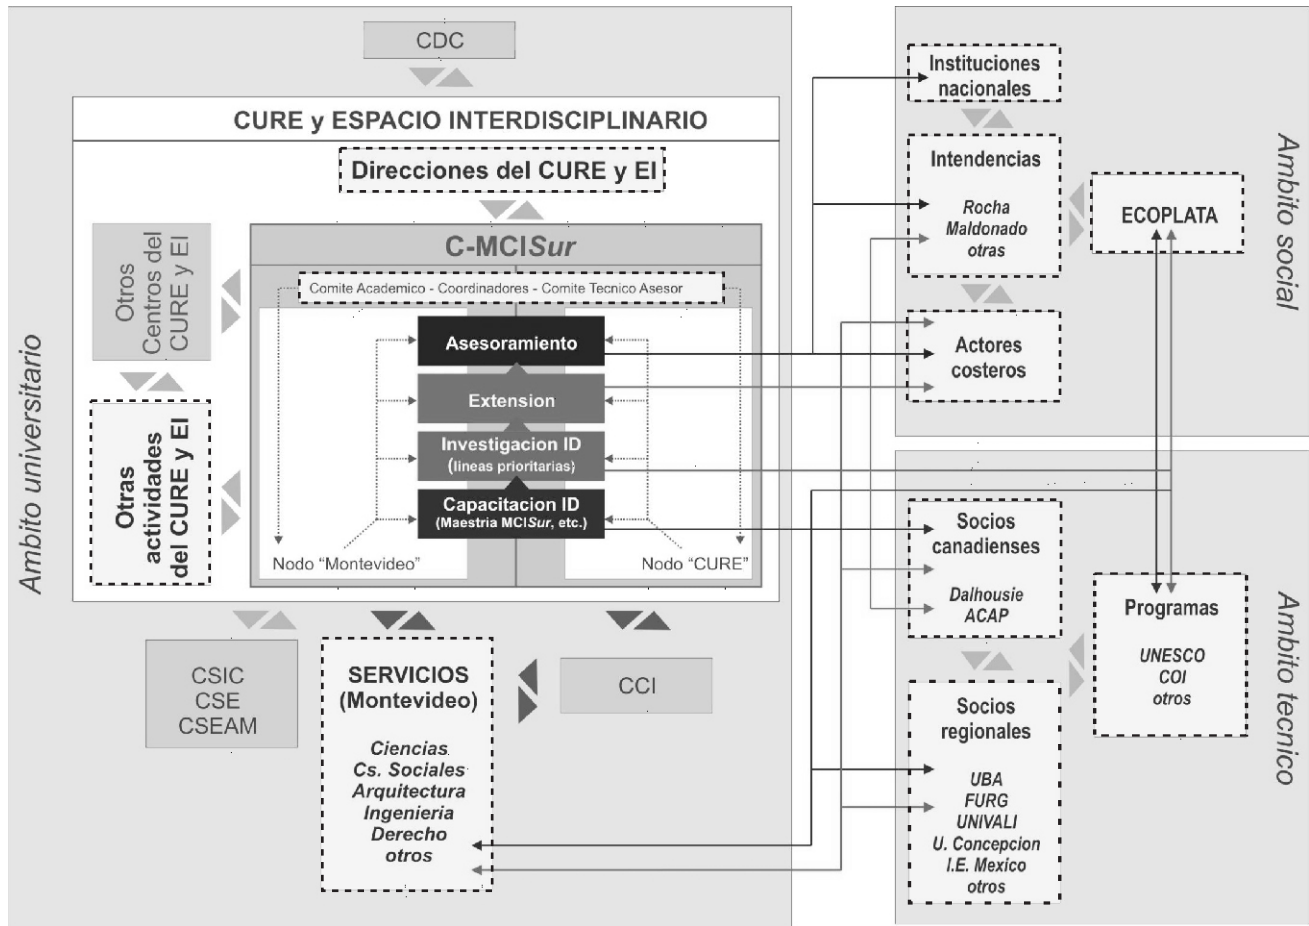 CDC
CURE y ESPACIO INTERDISCIPLINARIO
Direcciones del CURE y EI
C-MCISur
Comite Academico - Coordinadores - Comite Tecnico Asesor
Asesoramiento
Extension
Investigacion ID
(lineas prioritarias)
Capacitacion ID
(Maestria MCISur, etc.)
Nodo “Montevideo”
Nodo “CURE”
Otros
Centros del
CURE y EI
Otras
actividades
del CURE y EI
Ambito universitario
CSIC
CSE
CSEAM
SERVICIOS
(Montevideo)
Ciencias
Cs. Sociales
Arquitectura
Ingenieria
Derecho
otros
CCI
Instituciones
nacionales
Intendencias
Rocha
Maldonado
otras
Actores
costeros
ECOPLATA
Ambito social
Socios
canadienses
Dalhousie
ACAP
Socios
regionales
UBA
FURG
UNIVALI
U. Concepcion
I.E. Mexico
otros
Programas
UNESCO
COI
otros
Ambito tecnico